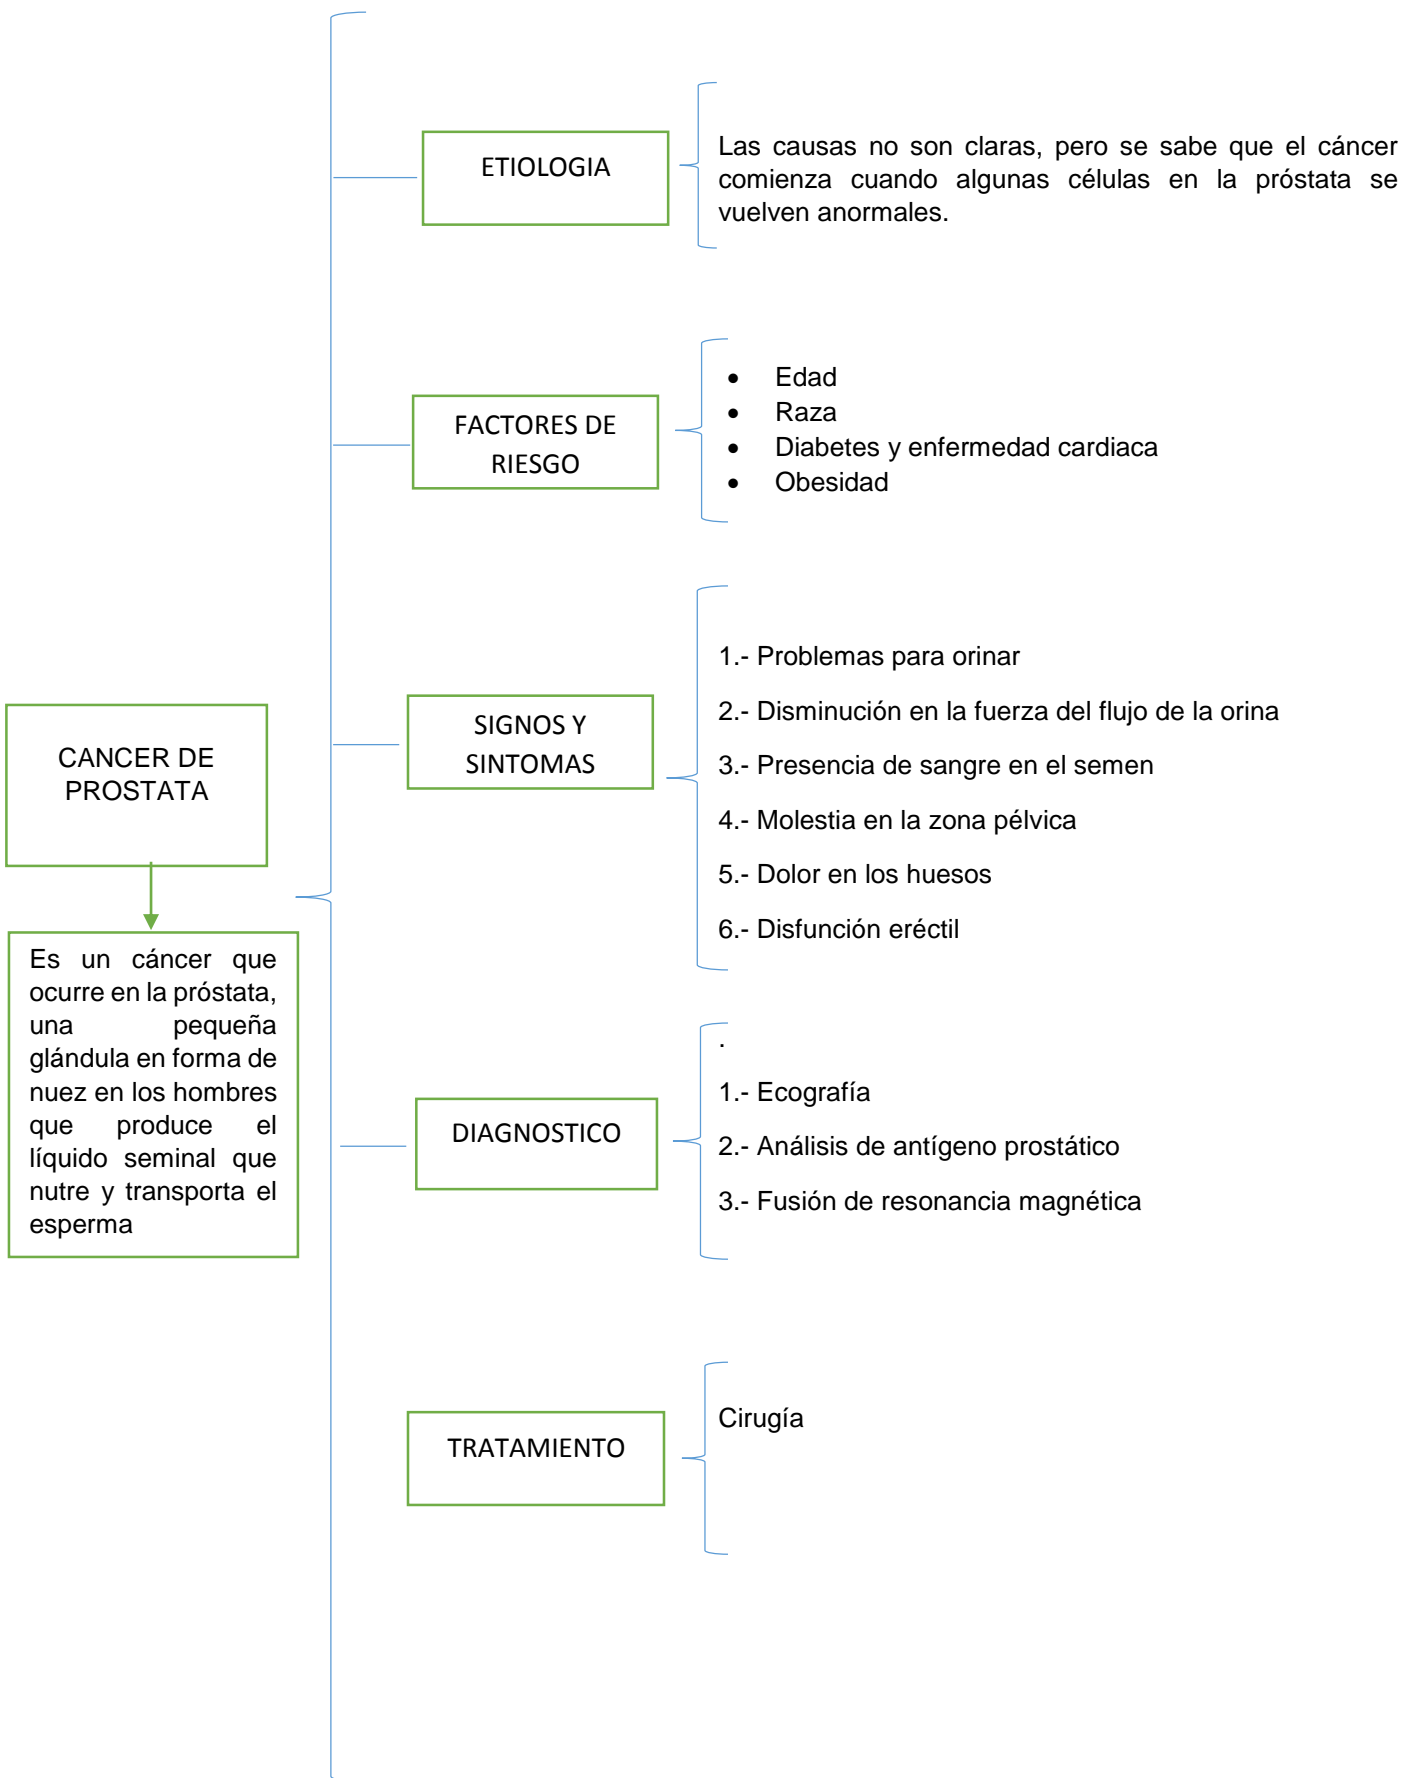 CANCER DE
PROSTATA
Es un cáncer que
ocurre en la próstata,
una pequeña
glándula en forma de
nuez en los hombres
que produce el
líquido seminal que
nutre y transporta el
esperma
ETIOLOGIA
Las causas no son claras, pero se sabe que el cáncer
comienza cuando algunas células en la próstata se
vuelven anormales.
FACTORES DE
RIESGO
• Edad
• Raza
• Diabetes y enfermedad cardiaca
• Obesidad
SIGNOS Y
SINTOMAS
1.- Problemas para orinar
2.- Disminución en la fuerza del flujo de la orina
3.- Presencia de sangre en el semen
4.- Molestia en la zona pélvica
5.- Dolor en los huesos
6.- Disfunción eréctil
DIAGNOSTICO
.
1.- Ecografía
2.- Análisis de antígeno prostático
3.- Fusión de resonancia magnética
TRATAMIENTO
Cirugía